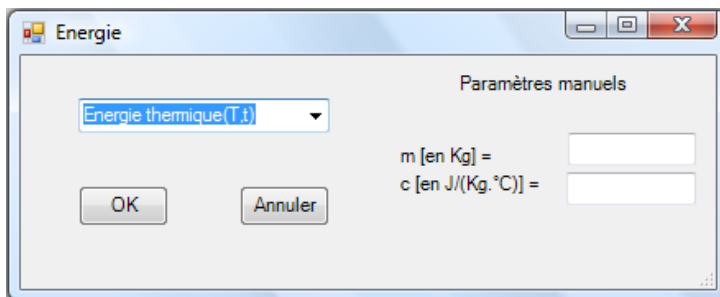 Energie
Paramètres manuels
Energie thermique(T,t)
m [en Kg] =
c [en J/(Kg.°C)] =
OK
Annuler